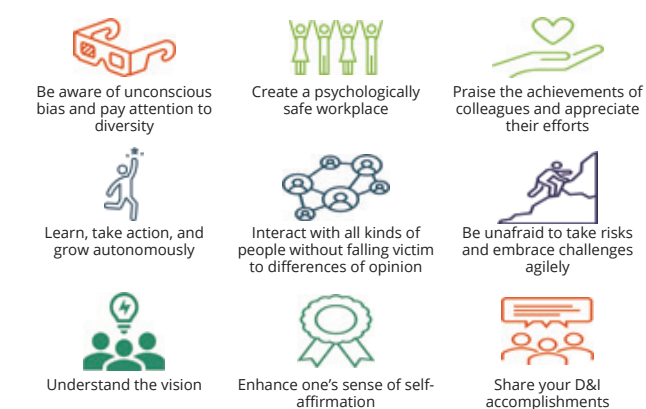 Be aware of unconscious
bias and pay attention to
diversity
Create a psychologically
safe workplace
Praise the achievements of
colleagues and appreciate
their efforts
Learn, take action, and
grow autonomously
Interact with all kinds of
people without falling victim
to differences of opinion
Be unafraid to take risks
and embrace challenges
agilely
Understand the vision
Enhance one's sense of self-
affirmation
Share your D&I
accomplishments